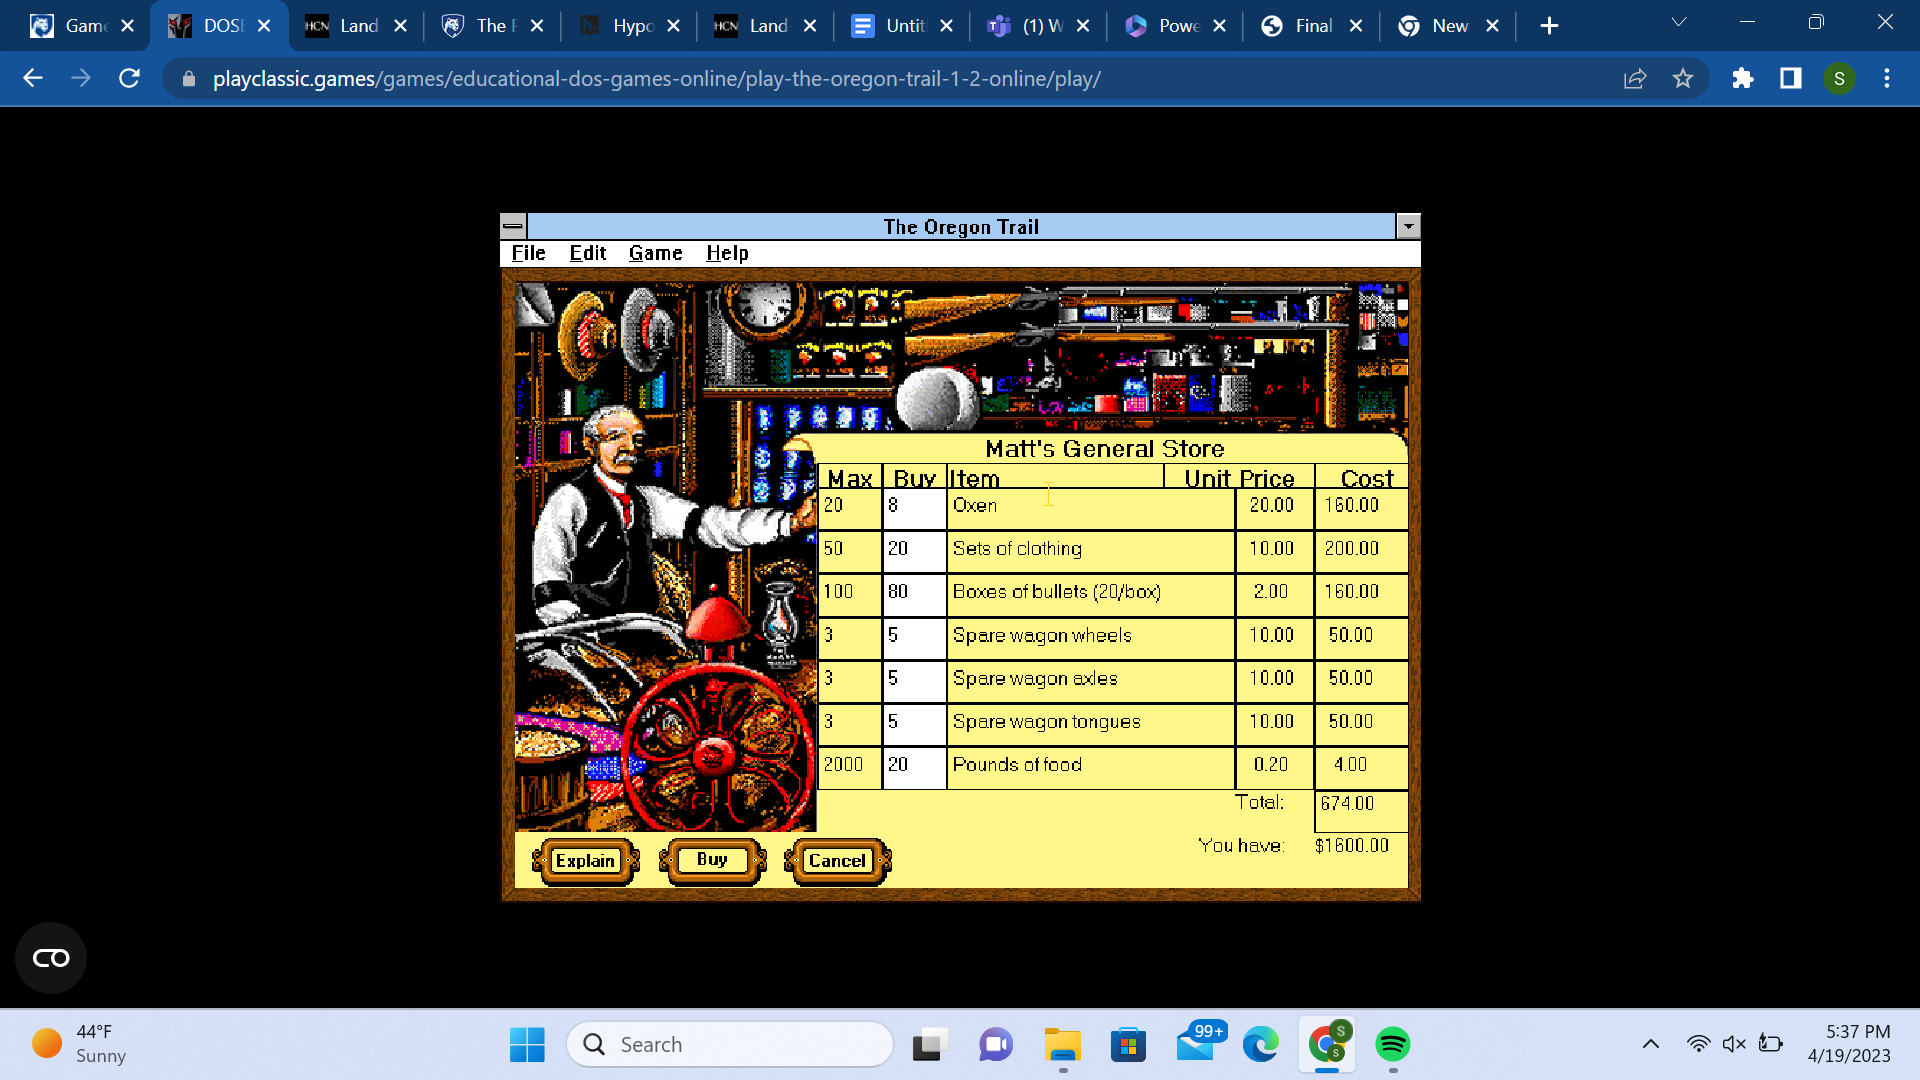 Game
DOSB
HCN Land
The P
h. Hypo
HCN Land
Untit
(1) W
Powe
Final
New
playclassic.games/games/educational-dos-games-online/play-the-oregon-trail-1-2-online/play/
S
The Oregon Trail
File Edit Game Help
Matt's General Store
Max Buy Item Unit Price Cost
20 8 Oxen 20.00 160.00
50 20 Sets of clothing 10.00 200.00
100 80 Boxes of bullets (20/box) 2.00 160.00
3 5 Spare wagon wheels 10.00 50.00
3 5 Spare wagon axles 10.00 50.00
3 5 Spare wagon tongues 10.00 50.00
2000 20 Pounds of food 0.20 4.00
Total: 674.00
You have: $1600.00
Explain Buy Cancel
44°F
Sunny
Search
99+
S
S
5:37 PM
4/19/2023